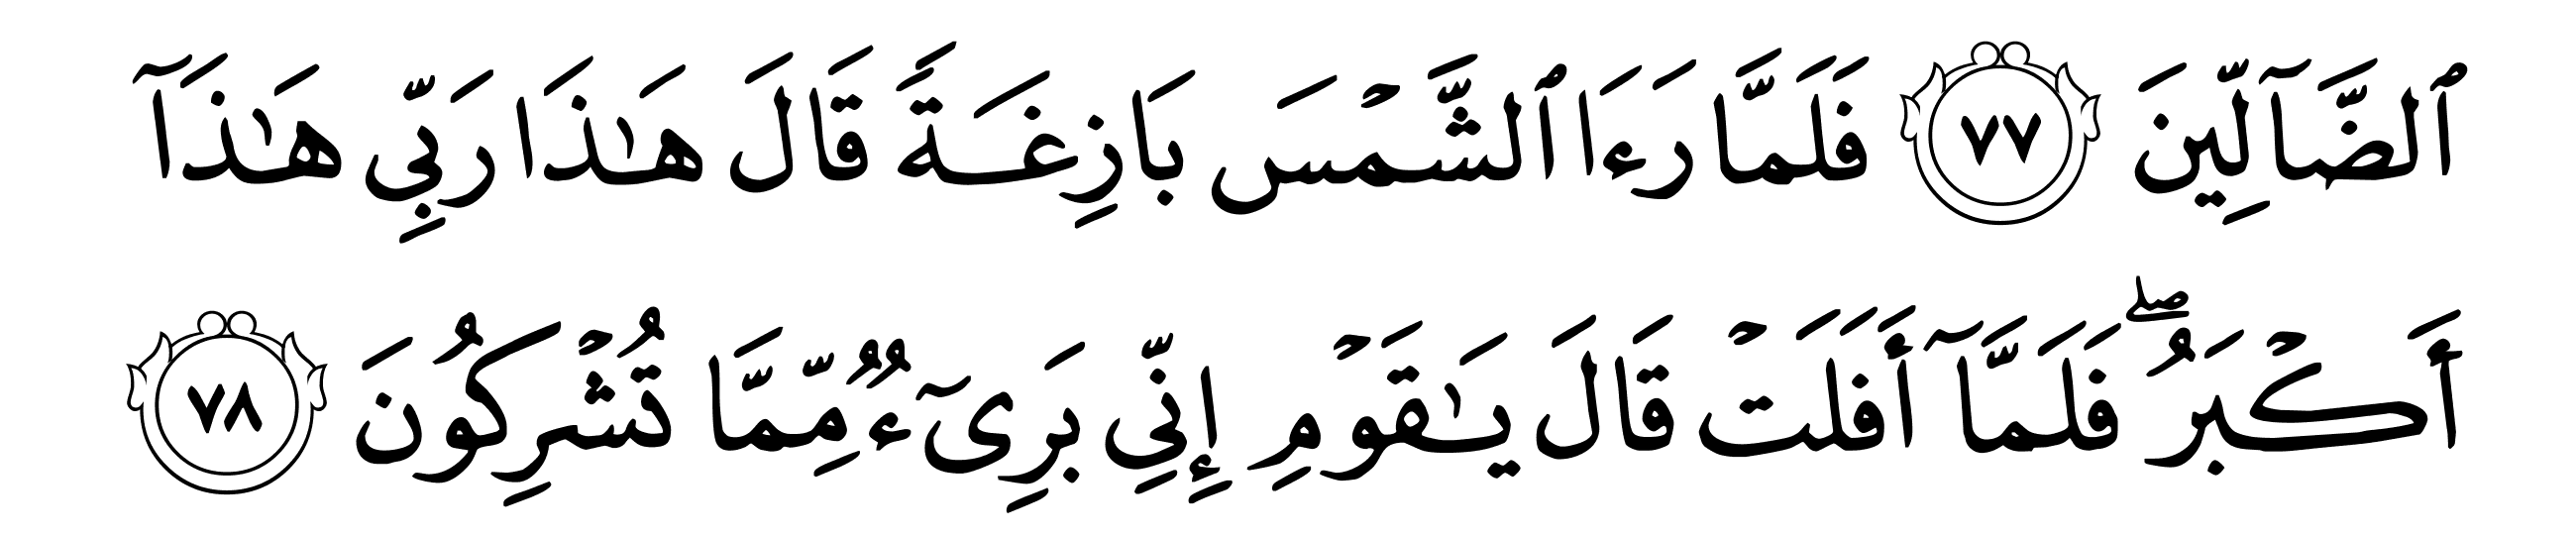 ٱلضَّآلِّينَ ٧٧ فَلَمَّا رَءَا ٱلشَّمۡسَ بَازِغَةٗ قَالَ هَٰذَا رَبِّي هَٰذَآ
أَكۡبَرُۖ فَلَمَّآ أَفَلَتۡ قَالَ يَٰقَوۡمِ إِنِّي بَرِيٓءٞ مِّمَّا تُشۡرِكُونَ ٧٨